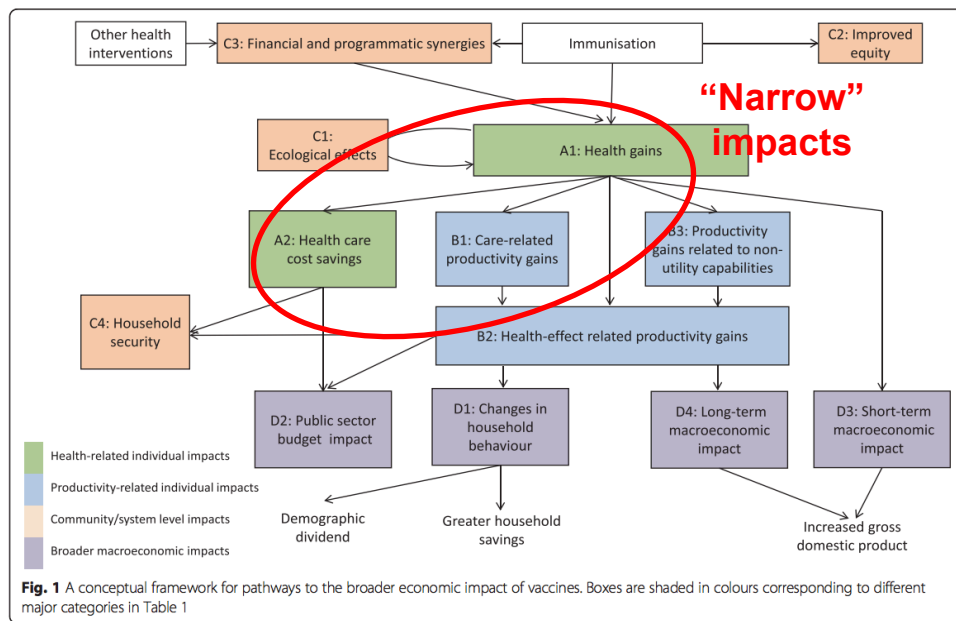 Other health
interventions
C3: Financial and programmatic synergies
Immunisation
C2: Improved
equity
“Narrow”
impacts
C1:
Ecological effects
A1: Health gains
A2: Health care
cost savings
B1: Care-related
productivity gains
B3: Productivity
gains related to non-
utility capabilities
C4: Household
security
B2: Health-effect related productivity gains
D2: Public sector
budget impact
D1: Changes in
household
behaviour
D4: Long-term
macroeconomic
impact
D3: Short-term
macroeconomic
impact
Health-related individual impacts
Productivity-related individual impacts
Community/system level impacts
Broader macroeconomic impacts
Demographic
dividend
Greater household
savings
Increased gross
domestic product
Fig. 1 A conceptual framework for pathways to the broader economic impact of vaccines. Boxes are shaded in colours corresponding to different
major categories in Table 1